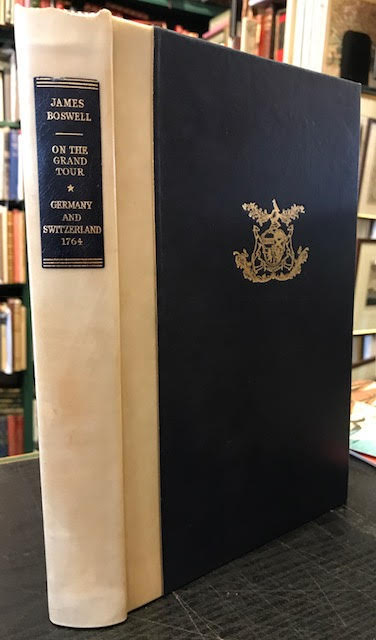 JAMES
BOSWELL
ON THE
GRAND
TOUR
★
GERMANY
AND
SWITZERLAND
1764